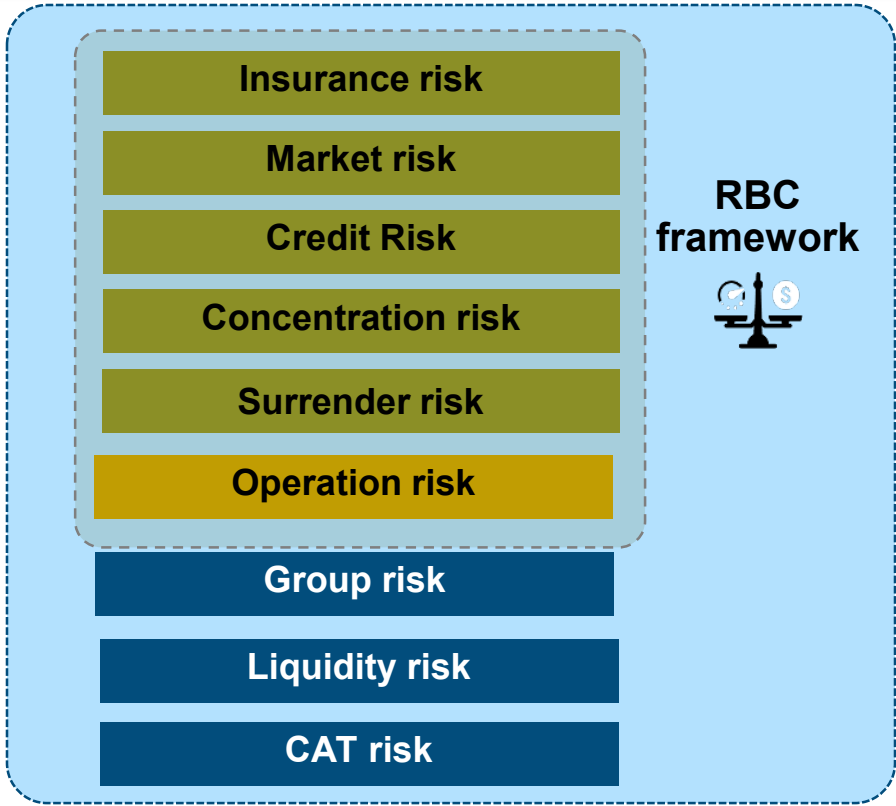 Insurance risk
Market risk
Credit Risk
Concentration risk
Surrender risk
Operation risk
Group risk
Liquidity risk
CAT risk
RBC
framework
$